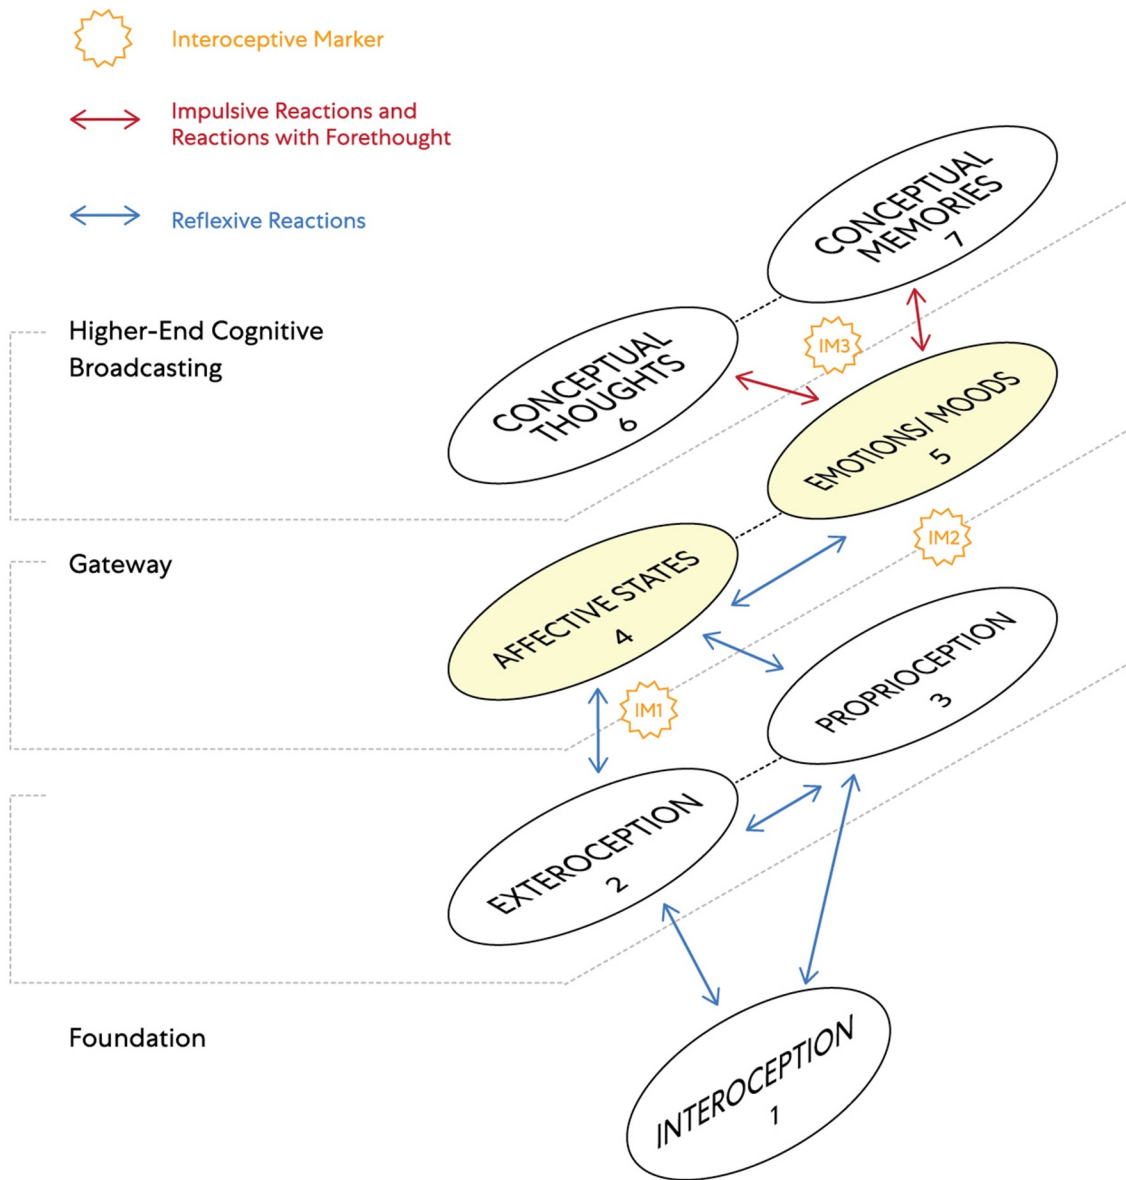 Interoceptive Marker
Impulsive Reactions and
Reactions with Forethought
Reflexive Reactions
CONCEPTUAL
MEMORIES
7
Higher-End Cognitive
Broadcasting
IM3
CONCEPTUAL
THOUGHTS
6
EMOTIONS/ MOODS
5
IM2
Gateway
AFFECTIVE STATES
4
PROPRIOCEPTION
3
IM1
EXTEROCEPTION
2
Foundation
INTEROCEPTION
1